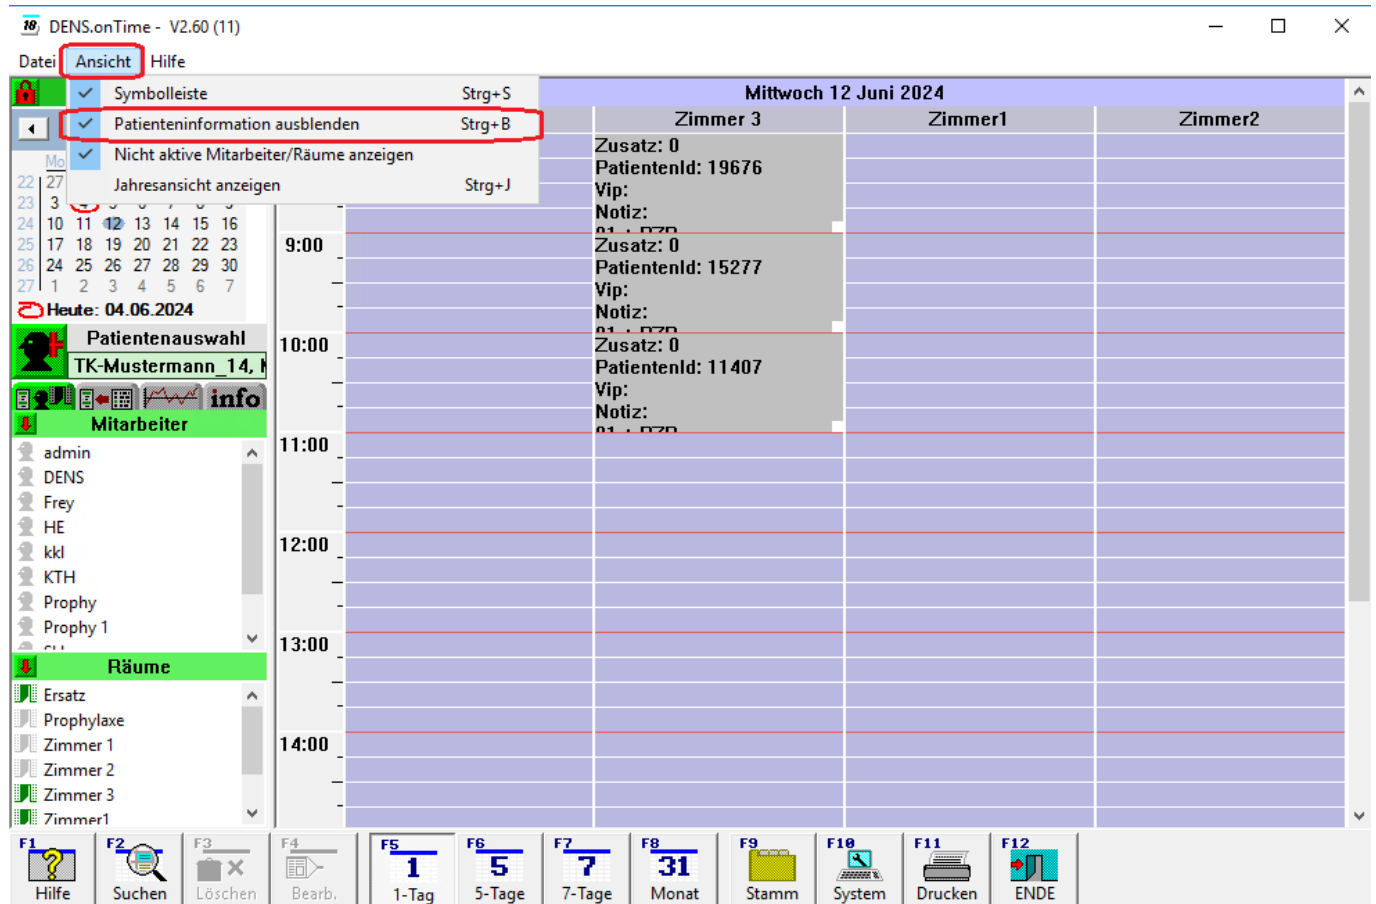 18 DENS.onTime - V2.60 (11)
Datei Ansicht Hilfe
Symbolleiste Strg+S
Patienteninformation ausblenden Strg+B
Nicht aktive Mitarbeiter/Räume anzeigen
Jahresansicht anzeigen Strg+J
Mittwoch 12 Juni 2024
Zimmer 3 Zimmer1 Zimmer2
Mo
22 27
23 3 4 5 6 7 8 9
24 10 11 12 13 14 15 16
25 17 18 19 20 21 22 23
26 24 25 26 27 28 29 30
27 1 2 3 4 5 6 7
Heute: 04.06.2024
Patientenauswahl
TK-Mustermann_14,
info
Mitarbeiter
admin
DENS
Frey
HE
kkl
KTH
Prophy
Prophy 1
Räume
Ersatz
Prophylaxe
Zimmer 1
Zimmer 2
Zimmer 3
Zimmer1
9:00
10:00
11:00
12:00
13:00
14:00
Zusatz: 0
PatientenId: 19676
Vip:
Notiz:
Zusatz: 0
PatientenId: 15277
Vip:
Notiz:
Zusatz: 0
PatientenId: 11407
Vip:
Notiz:
F1 Hilfe
F2 Suchen
F3 Löschen
F4 Bearb.
F5 1 1-Tag
F6 5 5-Tage
F7 7 7-Tage
F8 31 Monat
F9 Stamm
F10 System
F11 Drucken
F12 ENDE